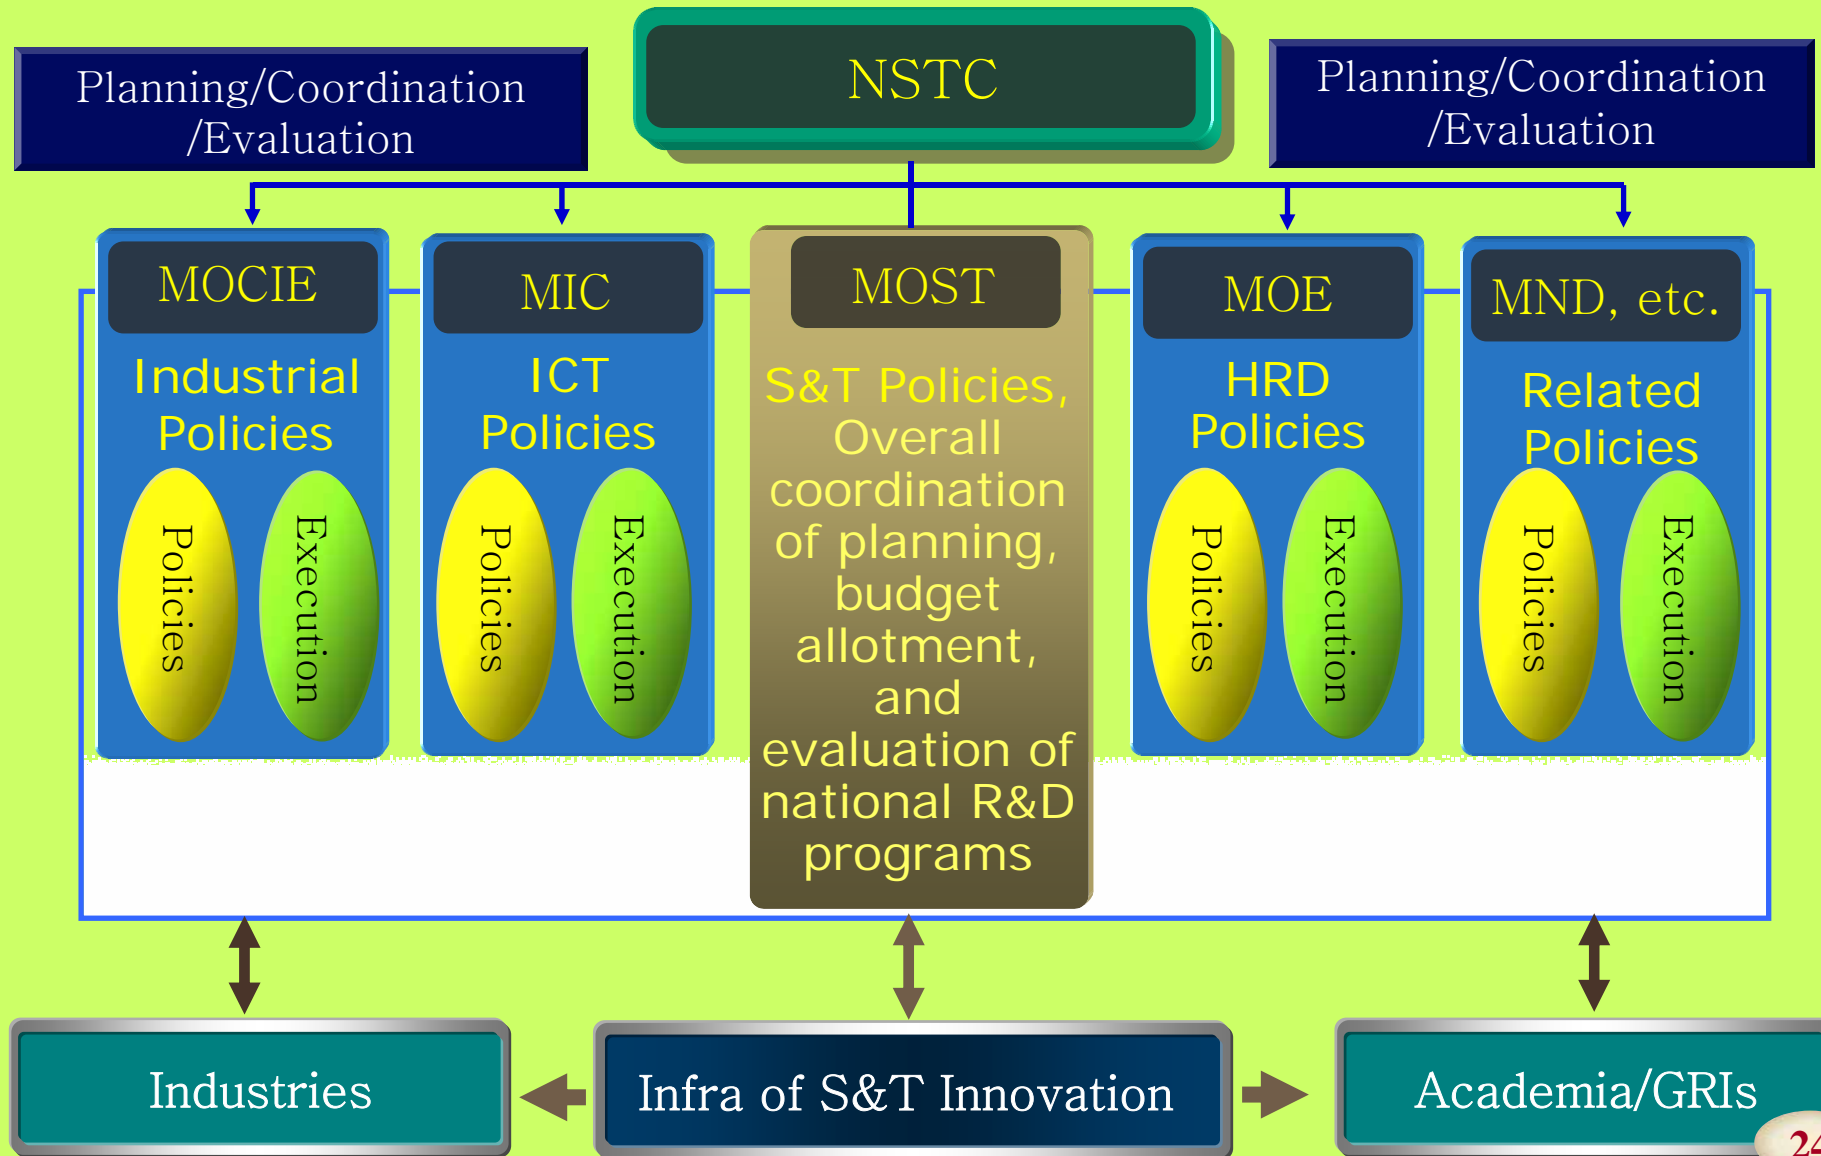 Planning/Coordination
/Evaluation
NSTC
Planning/Coordination
/Evaluation
MOCIE
Industrial
Policies
Policies
Execution
MIC
ICT
Policies
Policies
Execution
MOST
S&T Policies,
Overall
coordination
of planning,
budget
allotment,
and
evaluation of
national R&D
programs
MOE
HRD
Policies
Policies
Execution
MND, etc.
Related
Policies
Policies
Execution
Industries
Infra of S&T Innovation
Academia/GRIs
24